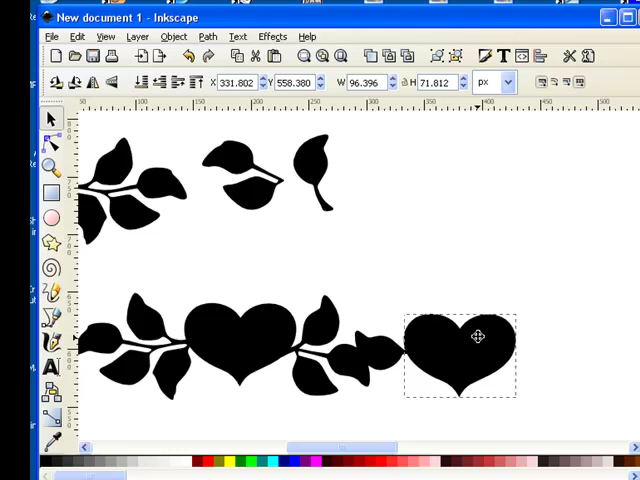 New document 1 - Inkscape
File Edit View Layer Object Path Text Effects Help
X 331.802 Y 558.380 W 96.396 H 71.812 px
50 100 150 200 250 300 350 400 450 500